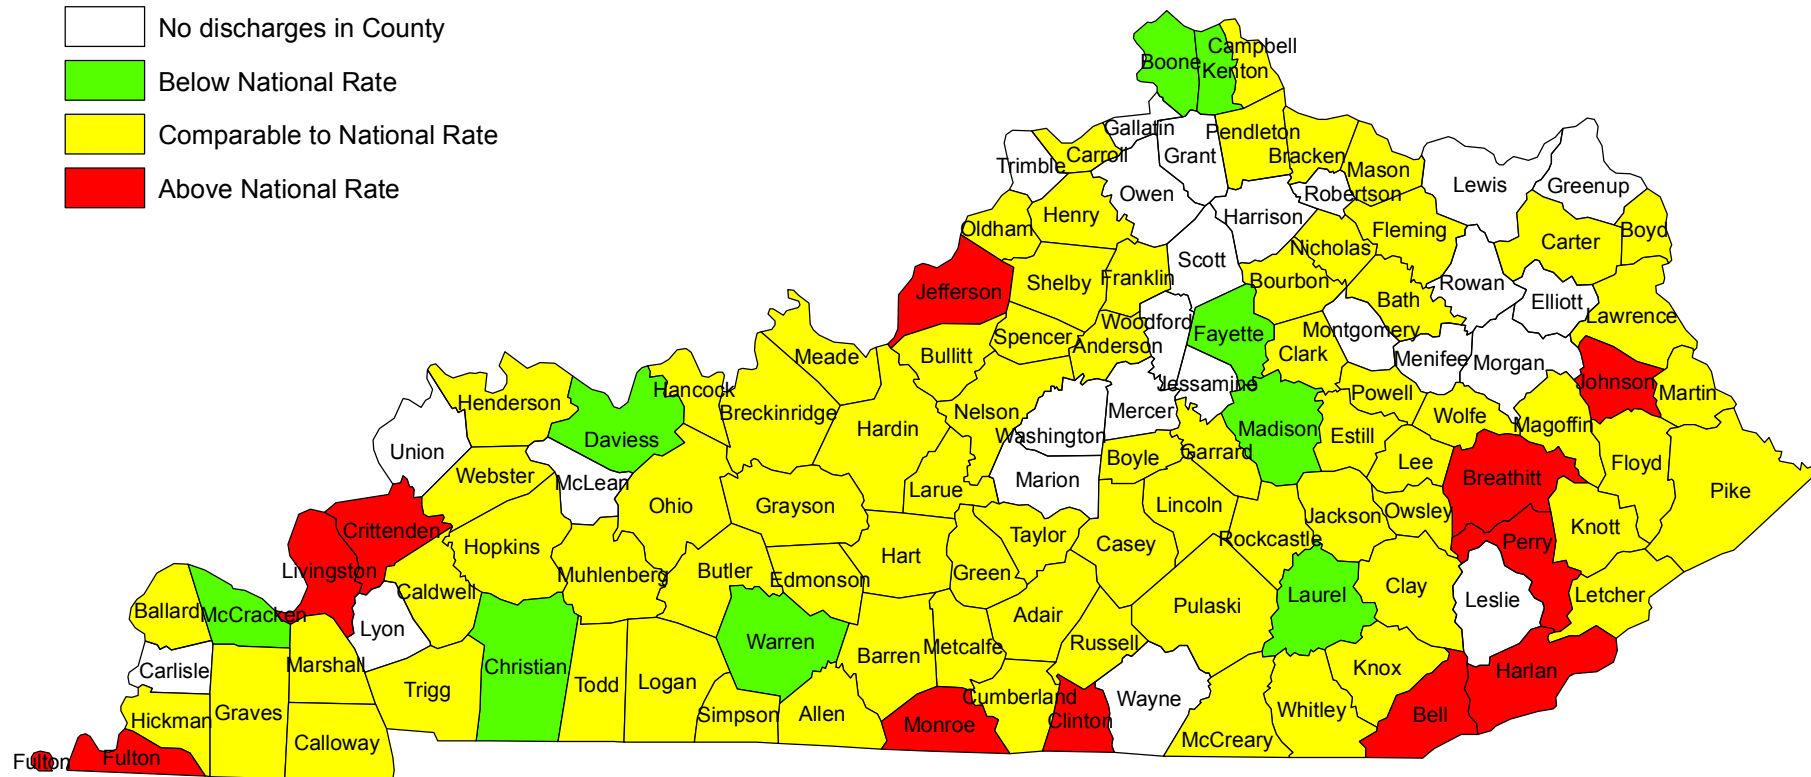 No discharges in County
Below National Rate
Comparable to National Rate
Above National Rate
Campbell
Boone
Kenton
Gallatin
Pendleton
Carroll
Grant
Bracken
Trimble
Mason
Lewis
Greenup
Owen
Robertson
Henry
Harrison
Oldham
Fleming
Boyd
Nicholas
Carter
Scott
Shelby
Franklin
Bourbon
Rowan
Jefferson
Bath
Elliott
Woodford
Lawrence
Fayette
Montgomery
Spencer
Anderson
Clark
Bullitt
Meade
Menifee
Morgan
Johnson
Jessamine
Hancock
Powell
Martin
Henderson
Breckinridge
Nelson
Mercer
Wolfe
Magoffin
Hardin
Madison
Daviess
Washington
Estill
Union
Garrard
Boyle
Lee
Floyd
Webster
Marion
Breathitt
McLean
Larue
Pike
Ohio
Grayson
Lincoln
Owsley
Jackson
Crittenden
Knott
Taylor
Rockcastle
Perry
Casey
Hopkins
Hart
Livingston
Muhlenberg
Butler
Edmonson
Green
Caldwell
Clay
Laurel
Letcher
Leslie
Ballard
McCracken
Adair
Pulaski
Lyon
Warren
Russell
Metcalfe
Barren
Marshall
Christian
Knox
Carlisle
Harlan
Trigg
Todd
Logan
Cumberland
Wayne
Whitley
Graves
Simpson
Allen
Bell
Hickman
Monroe
Clinton
Calloway
McCreary
Fulton
Fulton